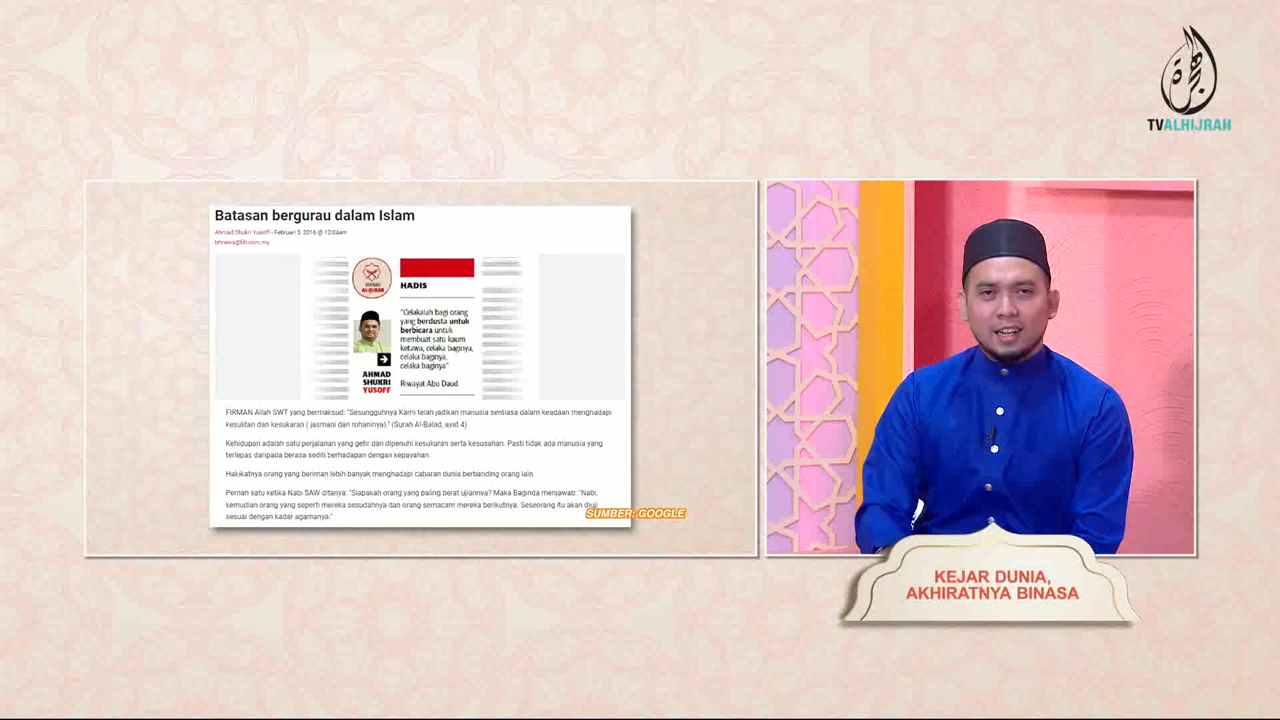 هجرة
TVALHIJRAH
Batasan bergurau dalam Islam
Ahmad Shukri Yusoff - Februari 5, 2016 @ 12:04am
bhnews@bh.com.my
AL-QURAN
HADIS
"Celakalah bagi orang
yang berdusta untuk
berbicara untuk
membuat satu kaum
ketawa, celaka baginya,
celaka baginya,
celaka baginya"
Riwayat Abu Daud
AHMAD
SHUKRI
YUSOFF
FIRMAN Allah SWT yang bermaksud: "Sesungguhnya Kami telah jadikan manusia sentiasa dalam keadaan menghadapi
kesulitan dan kesukaran ( jasmani dan rohaninya)." (Surah Al-Balad, ayat 4)
Kehidupan adalah satu perjalanan yang getir dan dipenuhi kesukaran serta kesusahan. Pasti tidak ada manusia yang
terlepas daripada berasa sedih berhadapan dengan kepayahan.
Hakikatnya orang yang beriman lebih banyak menghadapi cabaran dunia berbanding orang lain
Pernah satu ketika Nabi SAW ditanya: "Siapakah orang yang paling berat ujiannya? Maka Baginda menjawab: "Nabi,
kemudian orang yang seperti mereka sesudahnya dan orang semacam mereka berikutnya. Seseorang itu akan diuji
sesuai dengan kadar agamanya."
SUMBER: GOOGLE
KEJAR DUNIA,
AKHIRATNYA BINASA